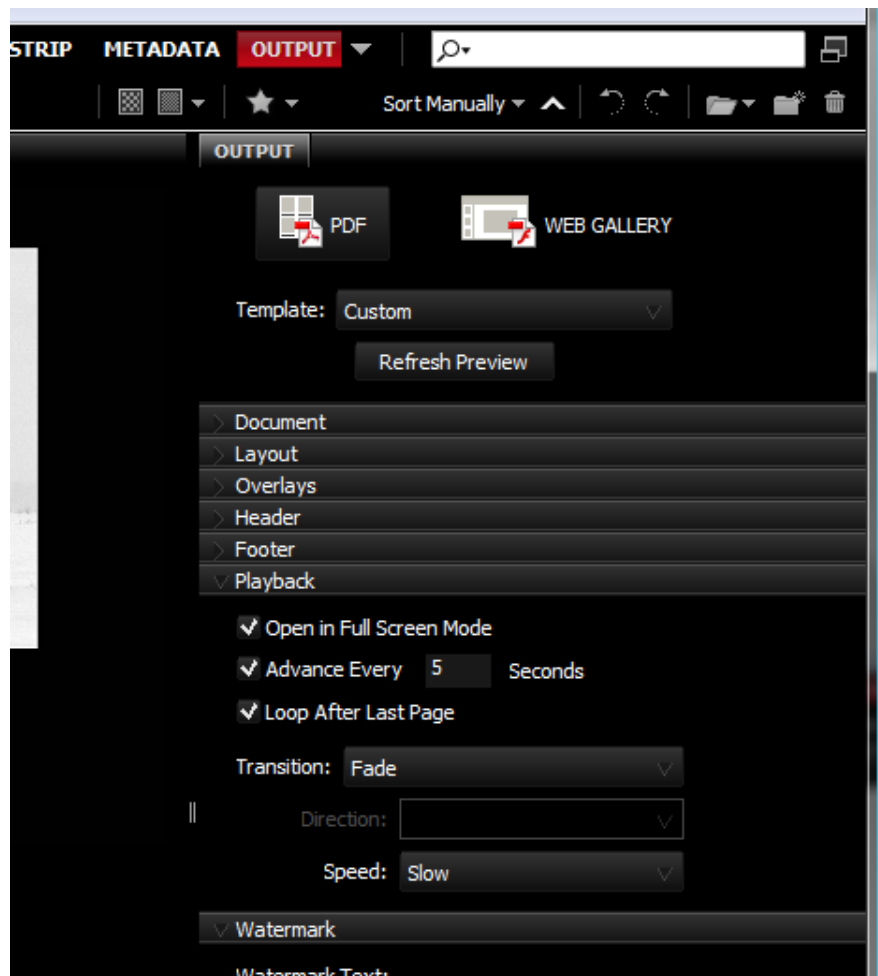 STRIP METADATA OUTPUT
Sort Manually
OUTPUT
PDF WEB GALLERY
Template: Custom
Refresh Preview
Document
Layout
Overlays
Header
Footer
Playback
Open in Full Screen Mode
Advance Every 5 Seconds
Loop After Last Page
Transition: Fade
Direction:
Speed: Slow
Watermark
Watermark Text: